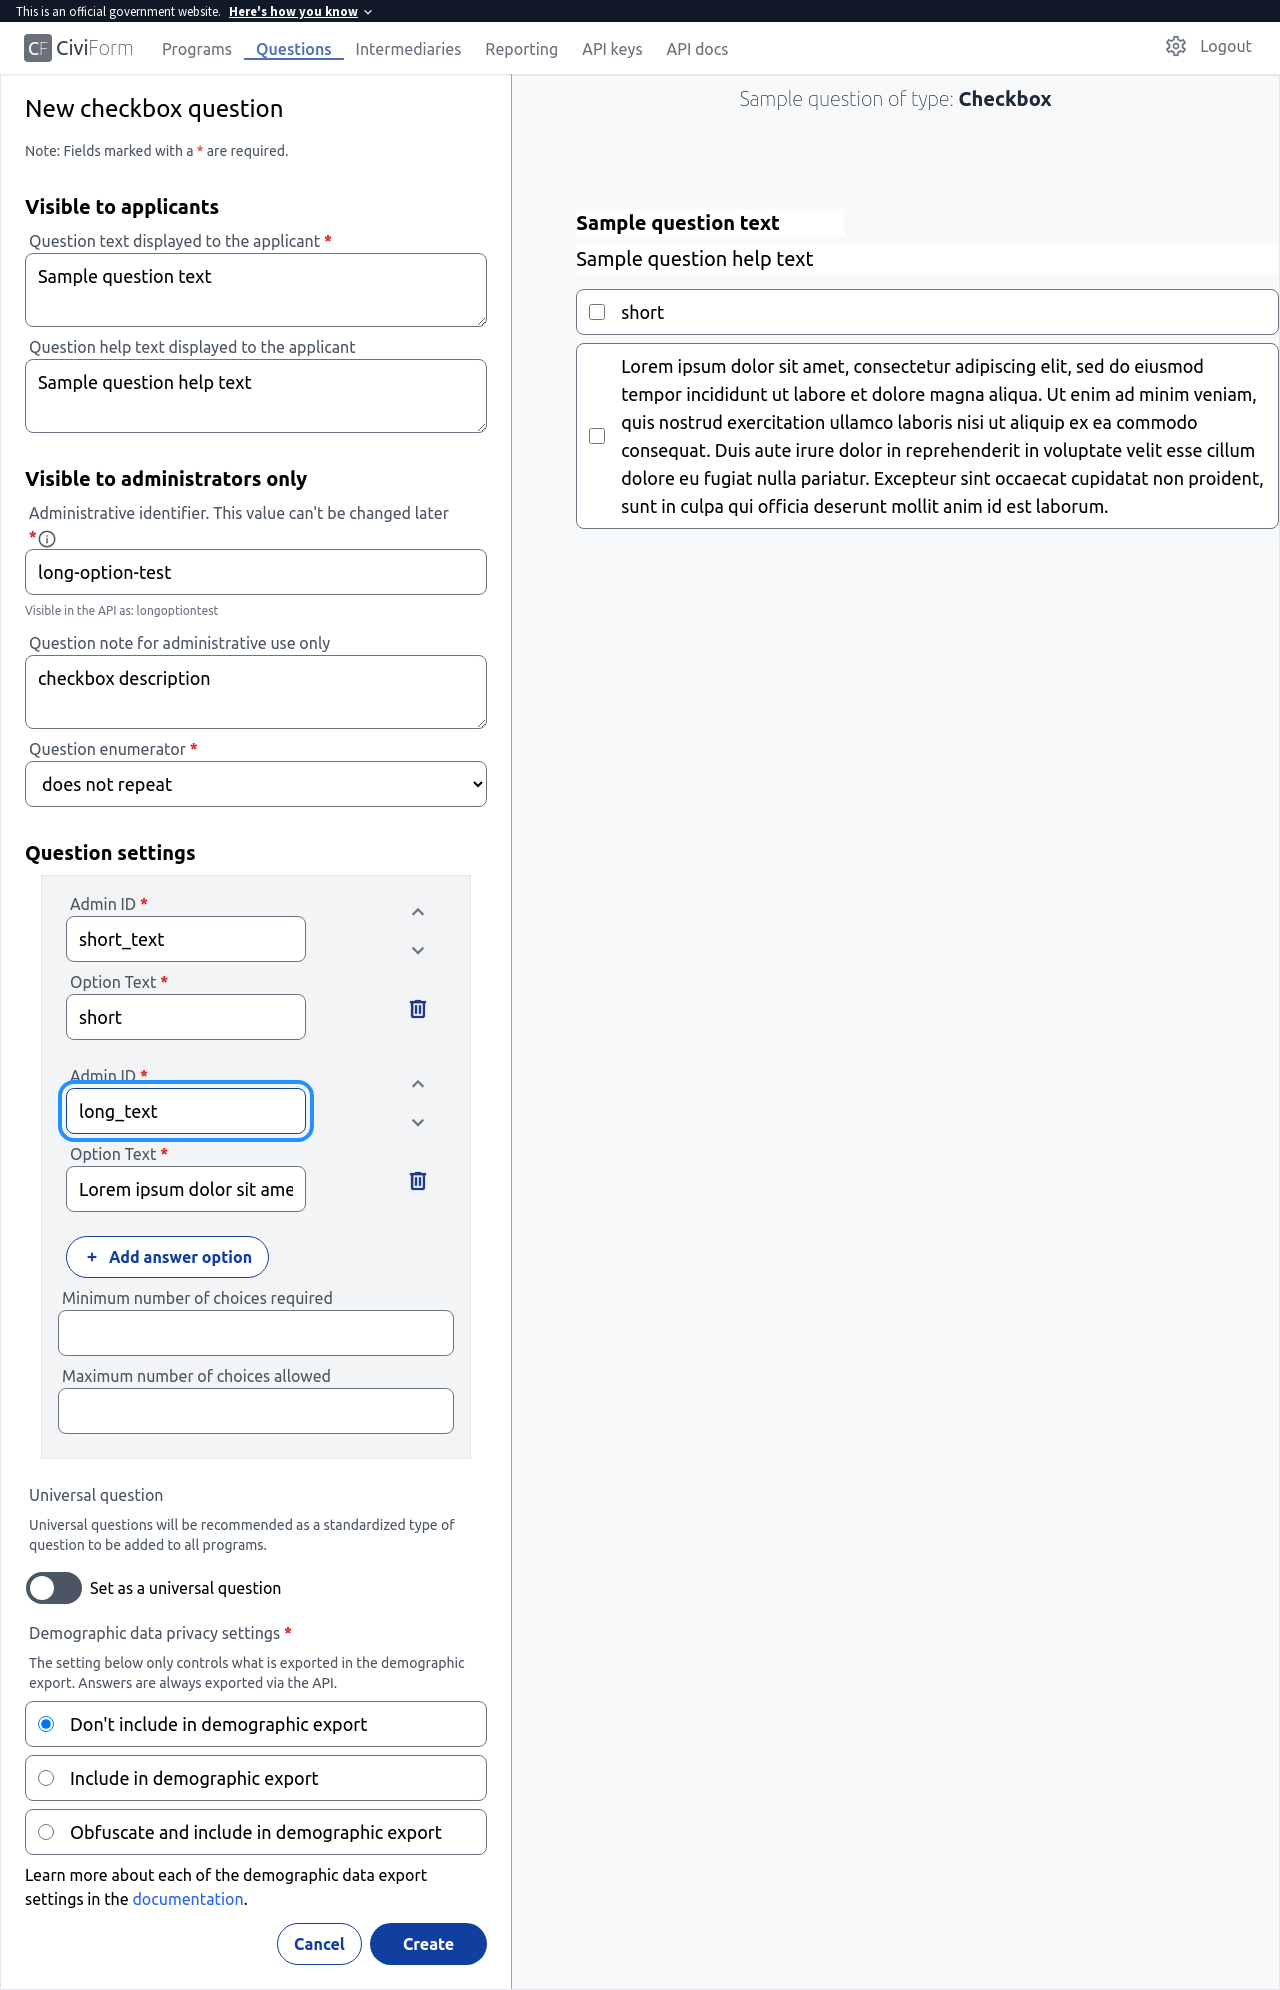 This is an official government website. Here's how you know
CF CiviForm Programs Questions Intermediaries Reporting API keys API docs Logout
New checkbox question
Note: Fields marked with a * are required.
Visible to applicants
Question text displayed to the applicant *
Sample question text
Question help text displayed to the applicant
Sample question help text
Visible to administrators only
Administrative identifier. This value can't be changed later
*
long-option-test
Visible in the API as: longoptiontest
Question note for administrative use only
checkbox description
Question enumerator *
does not repeat
Question settings
Admin ID *
short_text
Option Text *
short
Admin ID *
long_text
Option Text *
Lorem ipsum dolor sit ame
+ Add answer option
Minimum number of choices required
Maximum number of choices allowed
Universal question
Universal questions will be recommended as a standardized type of
question to be added to all programs.
Set as a universal question
Demographic data privacy settings *
The setting below only controls what is exported in the demographic
export. Answers are always exported via the API.
Don't include in demographic export
Include in demographic export
Obfuscate and include in demographic export
Learn more about each of the demographic data export
settings in the documentation.
Cancel Create
Sample question of type: Checkbox
Sample question text
Sample question help text
short
Lorem ipsum dolor sit amet, consectetur adipiscing elit, sed do eiusmod
tempor incididunt ut labore et dolore magna aliqua. Ut enim ad minim veniam,
quis nostrud exercitation ullamco laboris nisi ut aliquip ex ea commodo
consequat. Duis aute irure dolor in reprehenderit in voluptate velit esse cillum
dolore eu fugiat nulla pariatur. Excepteur sint occaecat cupidatat non proident,
sunt in culpa qui officia deserunt mollit anim id est laborum.